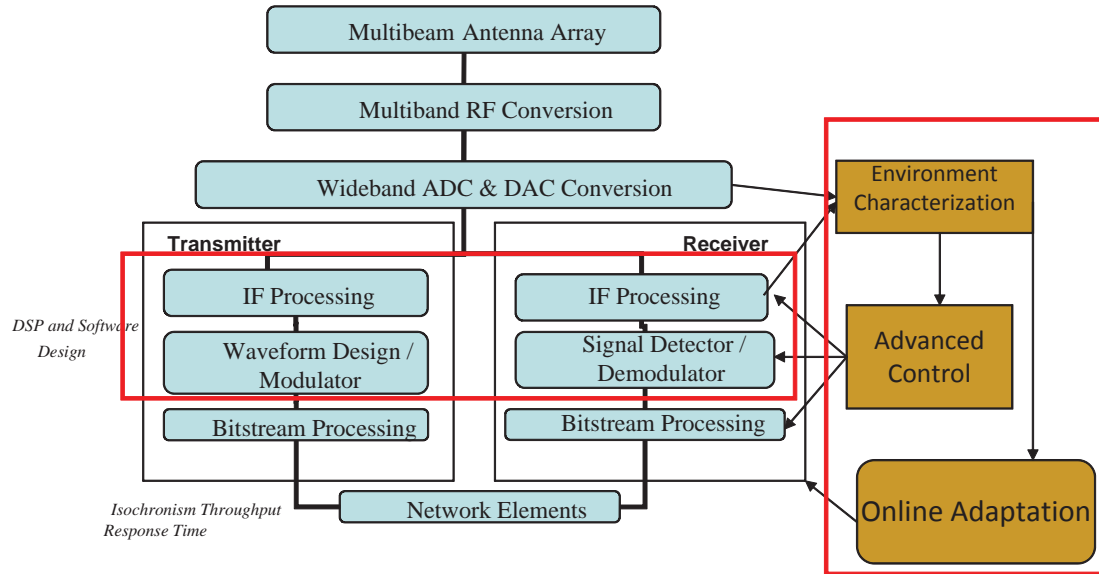 Multibeam Antenna Array
Multiband RF Conversion
Wideband ADC & DAC Conversion
Environment
Characterization
Transmitter
Receiver
IF Processing
IF Processing
DSP and Software
Design
Waveform Design /
Modulator
Signal Detector /
Demodulator
Advanced
Control
Bitstream Processing
Bitstream Processing
Isochronism Throughput
Response Time
Network Elements
Online Adaptation